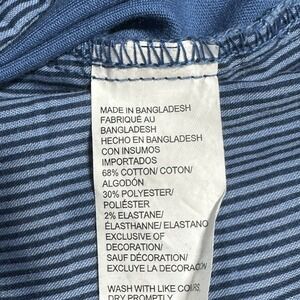 MADE IN BANGLADESH
FABRIQUÉ AU
BANGLADESH
HECHO EN BANGLADESH
CON INSUMOS
IMPORTADOS
68% COTTON/ COTON/
ALGODÓN
30% POLYESTER/
POLIÉSTER
2% ELASTANE/
ÉLASTHANNE/ ELASTANO
EXCLUSIVE OF
DECORATION/
SAUF DÉCORATION/
EXCLUYE LA DECORACIÓN
WASH WITH LIKE COLORS,
DRY PROMPTLY